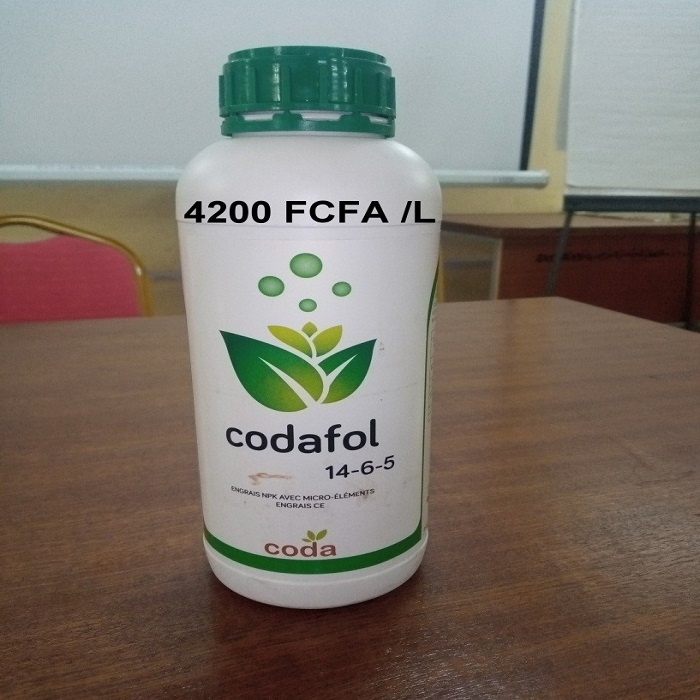 4200 FCFA /L
codafol
14-6-5
ENGRAIS NPK AVEC MICRO-ÉLÉMENTS
ENGRAIS CE
coda